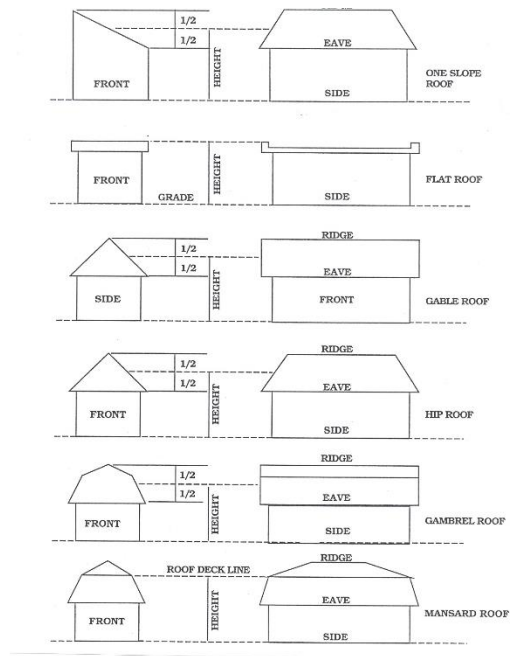 1/2
1/2
HEIGHT
FRONT
EAVE
SIDE
ONE SLOPE
ROOF
FRONT
GRADE
HEIGHT
SIDE
FLAT ROOF
RIDGE
1/2
1/2
HEIGHT
SIDE
EAVE
FRONT
GABLE ROOF
RIDGE
1/2
1/2
HEIGHT
FRONT
EAVE
SIDE
HIP ROOF
RIDGE
1/2
1/2
HEIGHT
FRONT
EAVE
SIDE
GAMBREL ROOF
RIDGE
ROOF DECK LINE
HEIGHT
FRONT
EAVE
SIDE
MANSARD ROOF